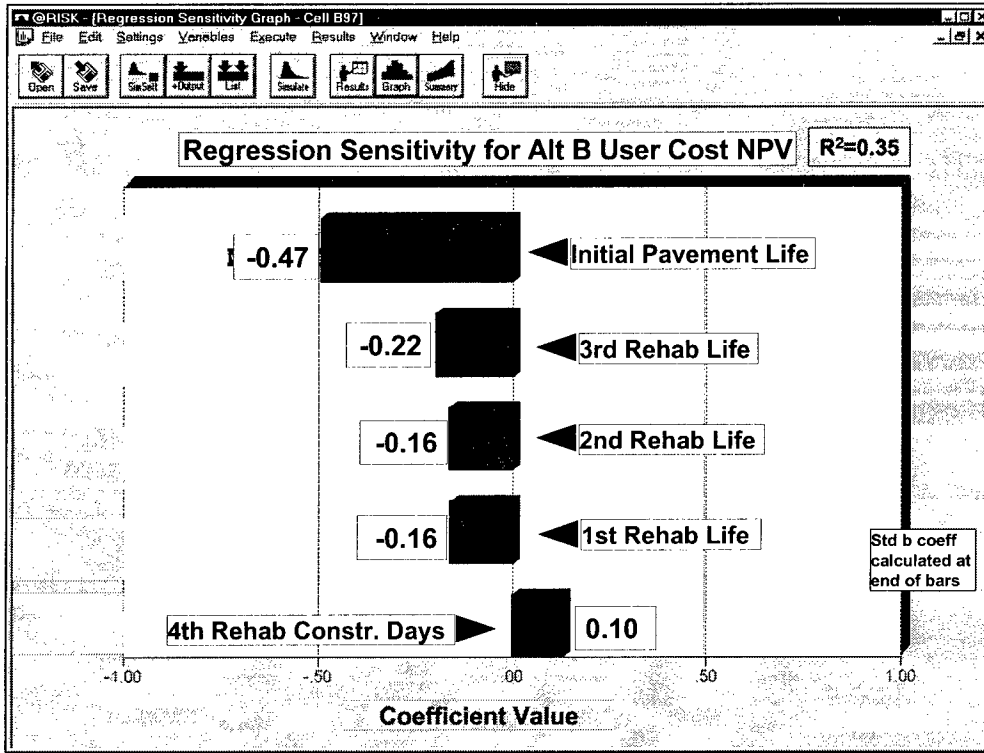 @RISK - [Regression Sensitivity Graph - Cell B97]
File Edit Settings Variables Execute Results Window Help
Open Save SimSett +Output List Simulate Results Graph Summary Hide
Regression Sensitivity for Alt B User Cost NPV R²=0.35
-0.47 Initial Pavement Life
-0.22 3rd Rehab Life
-0.16 2nd Rehab Life
-0.16 1st Rehab Life
Std b coeff
calculated at
end of bars
4th Rehab Constr. Days 0.10
-1.00 -.50 .00 .50 1.00
Coefficient Value